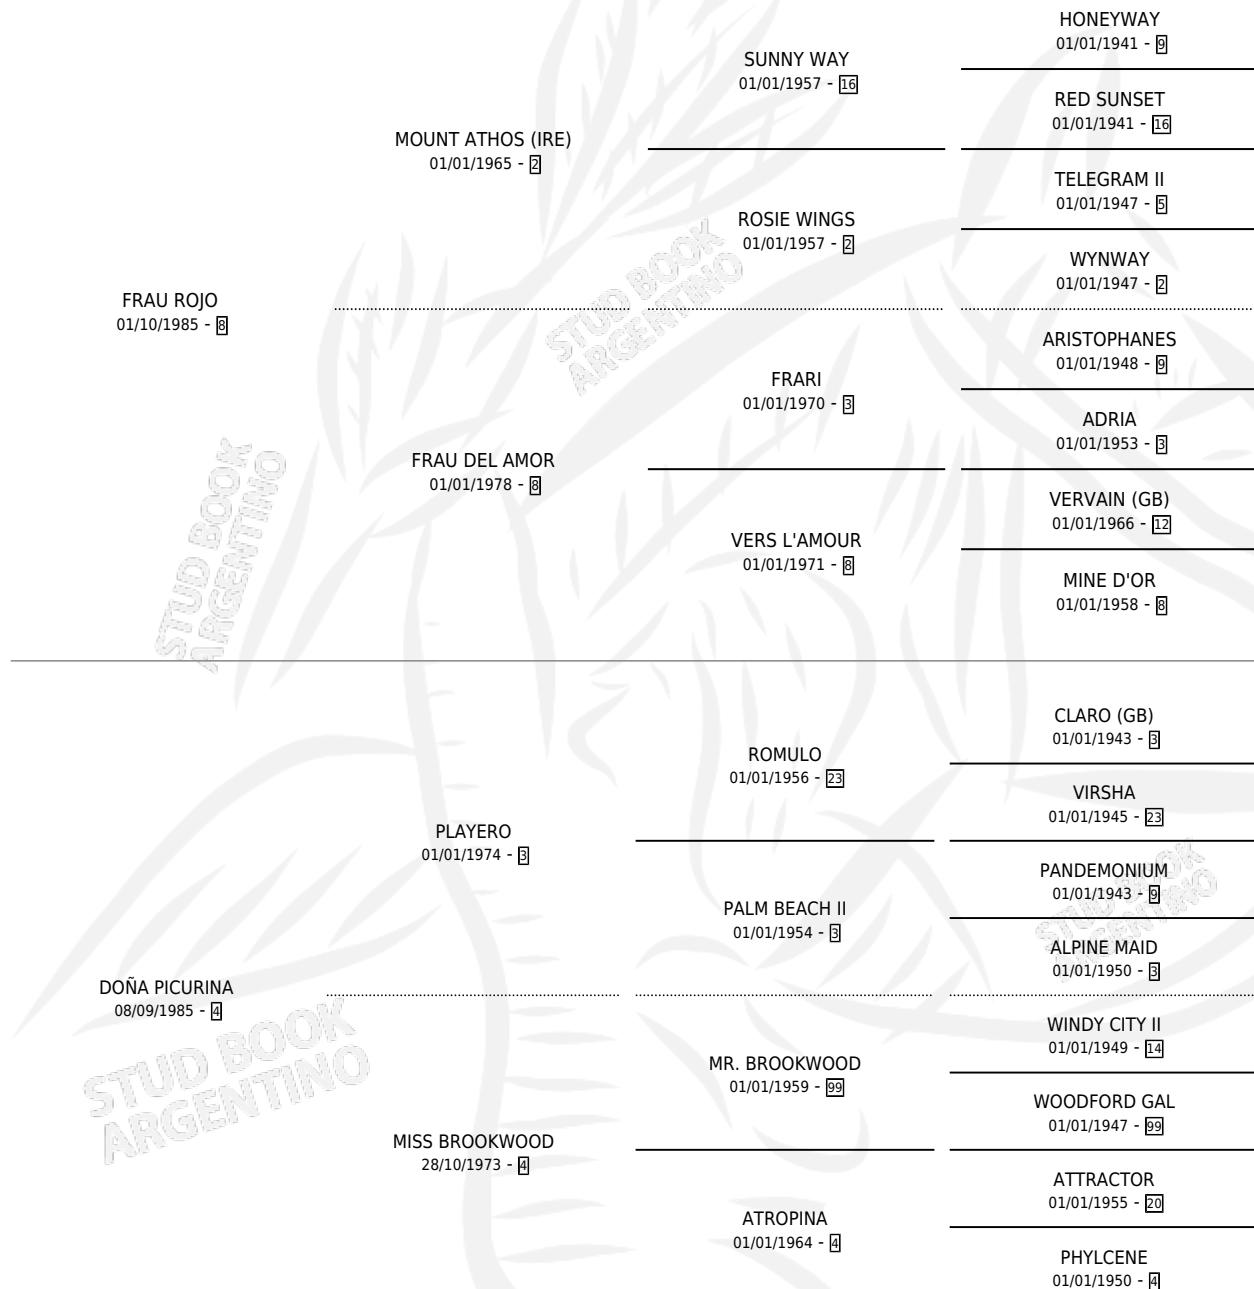 HONEYWAY
01/01/1941 - 9
SUNNY WAY
01/01/1957 - 16
RED SUNSET
01/01/1941 - 16
MOUNT ATHOS (IRE)
01/01/1965 - 2
TELEGRAM II
01/01/1947 - 5
ROSIE WINGS
01/01/1957 - 2
WYNWAY
01/01/1947 - 2
FRAU ROJO
01/10/1985 - 8
STUD BOOK
ARGENTINO
ARISTOPHANES
01/01/1948 - 9
FRARI
01/01/1970 - 3
ADRIA
01/01/1953 - 3
FRAU DEL AMOR
01/01/1978 - 8
VERVAIN (GB)
01/01/1966 - 12
VERS L'AMOUR
01/01/1971 - 8
MINE D'OR
01/01/1958 - 8
STUD BOOK
ARGENTINO
CLARO (GB)
01/01/1943 - 3
ROMULO
01/01/1956 - 23
VIRSHA
01/01/1945 - 23
PLAYERO
01/01/1974 - 3
PANDEMONIUM
01/01/1943 - 9
PALM BEACH II
01/01/1954 - 3
STUD BOOK
ARGENTINO
ALPINE MAID
01/01/1950 - 3
DOÑA PICURINA
08/09/1985 - 4
STUD BOOK
ARGENTINO
WINDY CITY II
01/01/1949 - 14
MR. BROOKWOOD
01/01/1959 - 99
WOODFORD GAL
01/01/1947 - 99
MISS BROOKWOOD
28/10/1973 - 4
ATTRACTOR
01/01/1955 - 20
ATROPINA
01/01/1964 - 4
PHYLCENE
01/01/1950 - 4